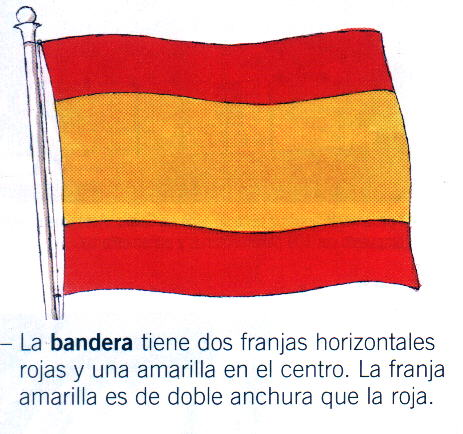 – La bandera tiene dos franjas horizontales
rojas y una amarilla en el centro. La franja
amarilla es de doble anchura que la roja.